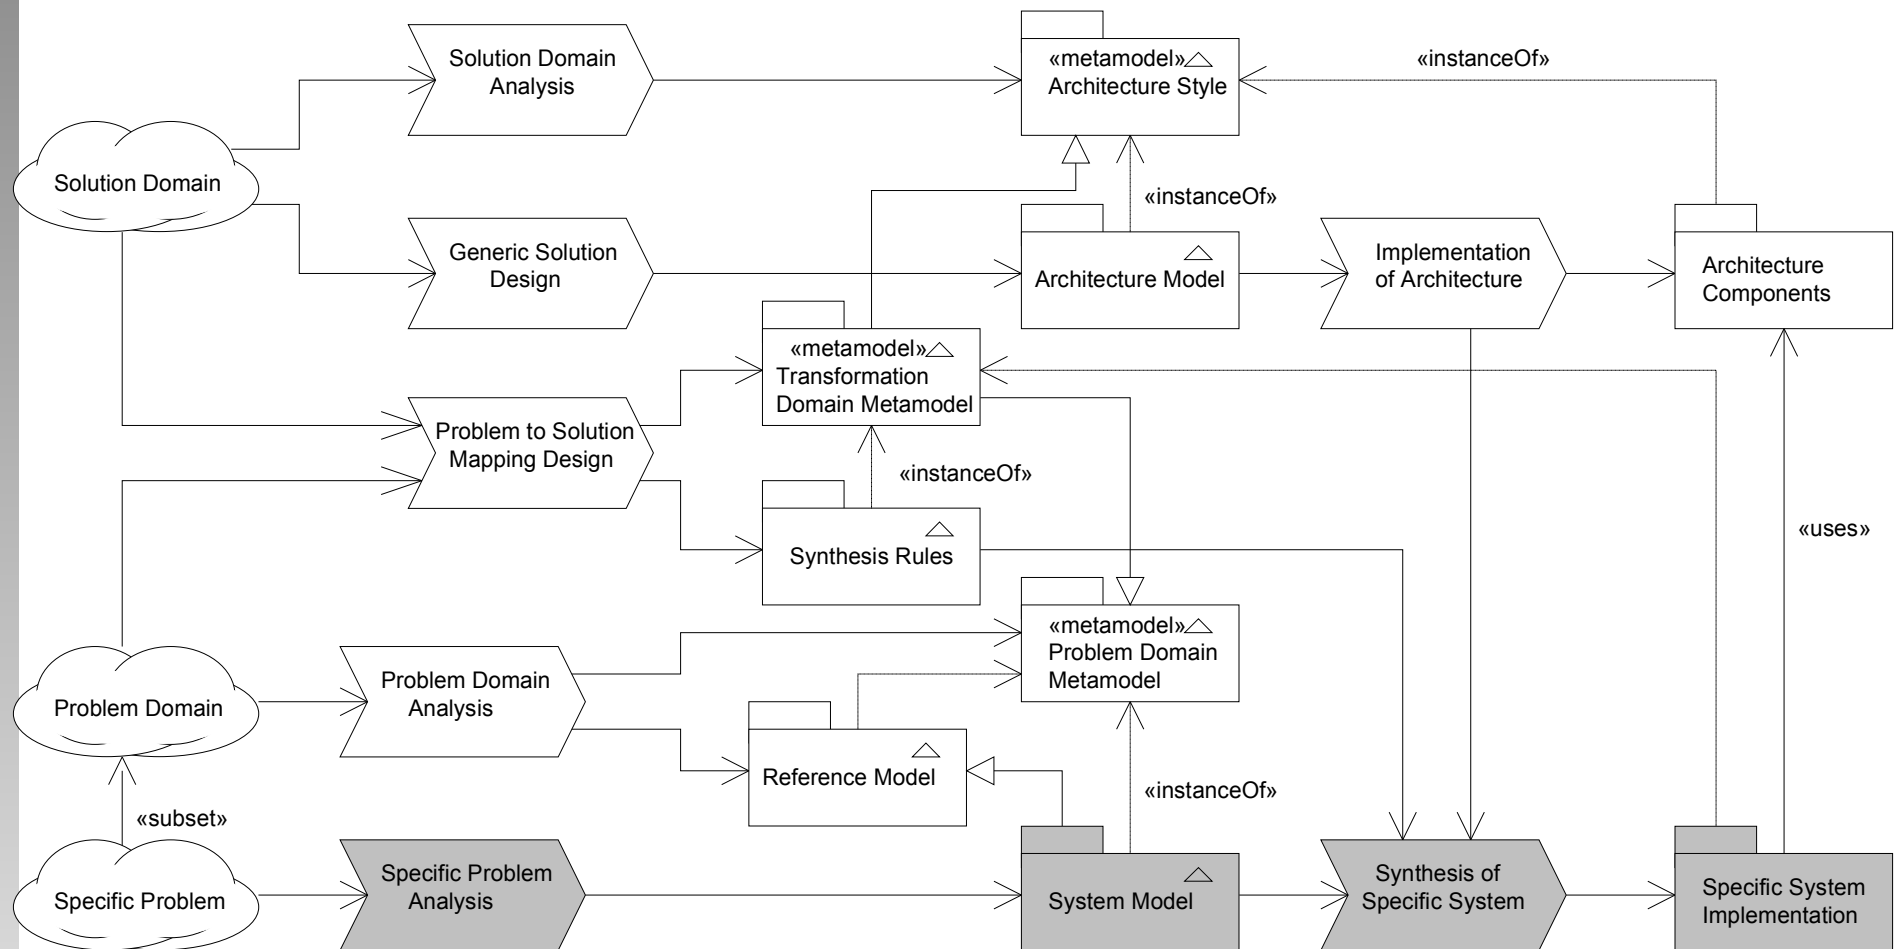 Solution Domain
Analysis
«metamodel»
Architecture Style
«instanceOf»
Solution Domain
«instanceOf»
Generic Solution
Design
Architecture Model
Implementation
of Architecture
Architecture
Components
«metamodel»
Transformation
Domain Metamodel
Problem to Solution
Mapping Design
«instanceOf»
«uses»
Synthesis Rules
«metamodel»
Problem Domain
Metamodel
Problem Domain
Problem Domain
Analysis
Reference Model
«instanceOf»
«subset»
Specific Problem
Specific Problem
Analysis
System Model
Synthesis of
Specific System
Specific System
Implementation